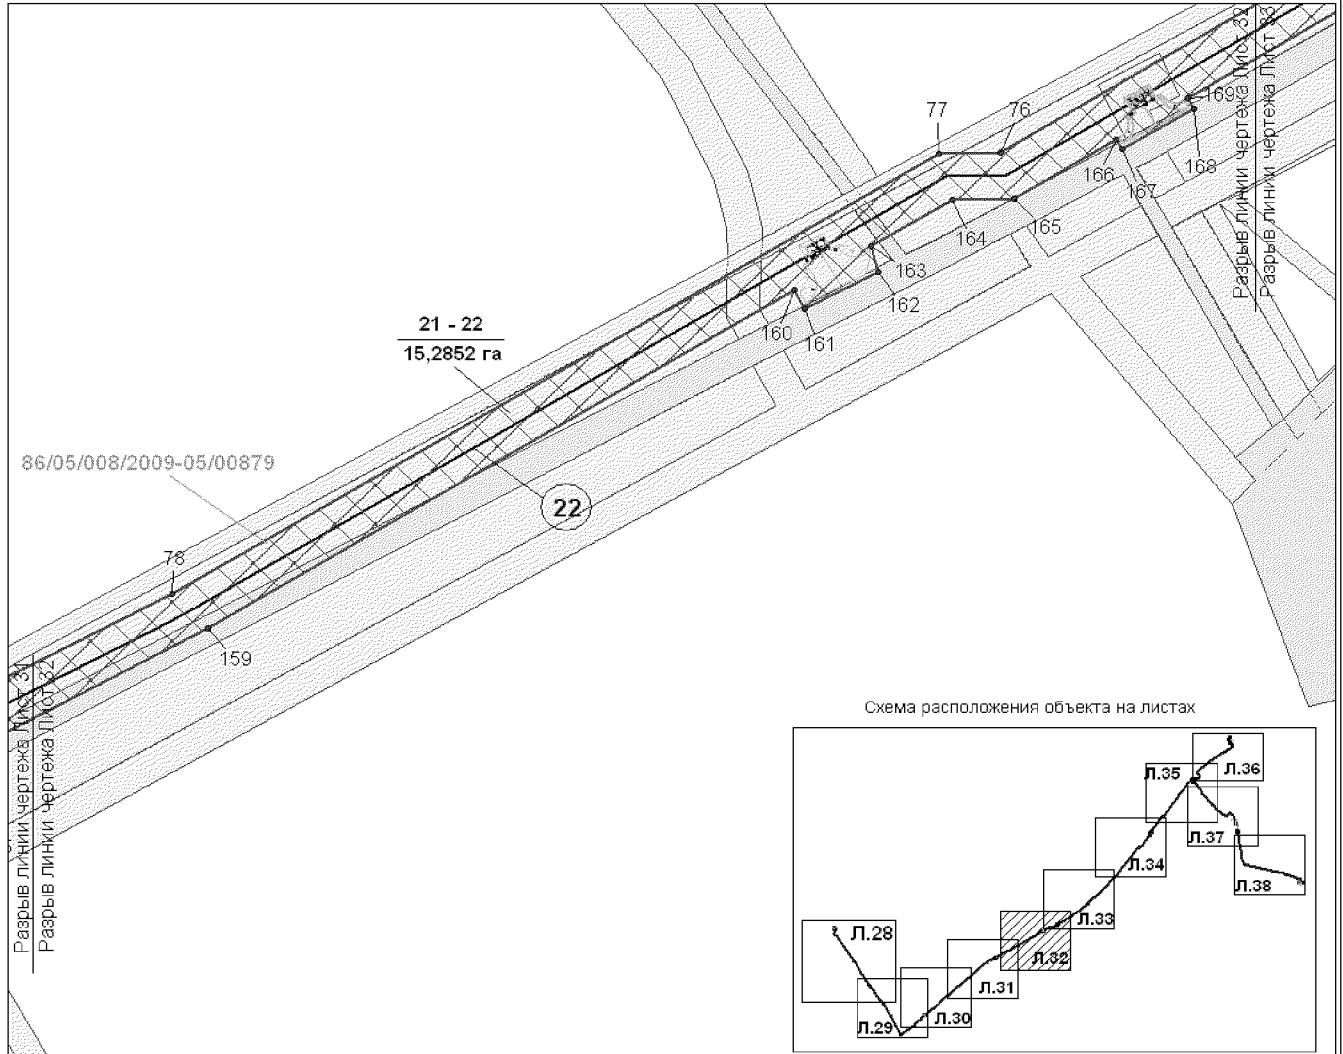 77
76
169
168
166
167
165
164
163
162
160
161
21 - 22
15,2852 га
86/05/008/2009-05/00879
22
78
159
Разрыв линии чертежа Лист 32
Разрыв линии чертежа Лист 33
Разрыв линии чертежа Лист 31
Разрыв линии чертежа Лист 32
Схема расположения объекта на листах
Л.36
Л.35
Л.37
Л.34
Л.38
Л.33
Л.28
Л.32
Л.31
Л.30
Л.29